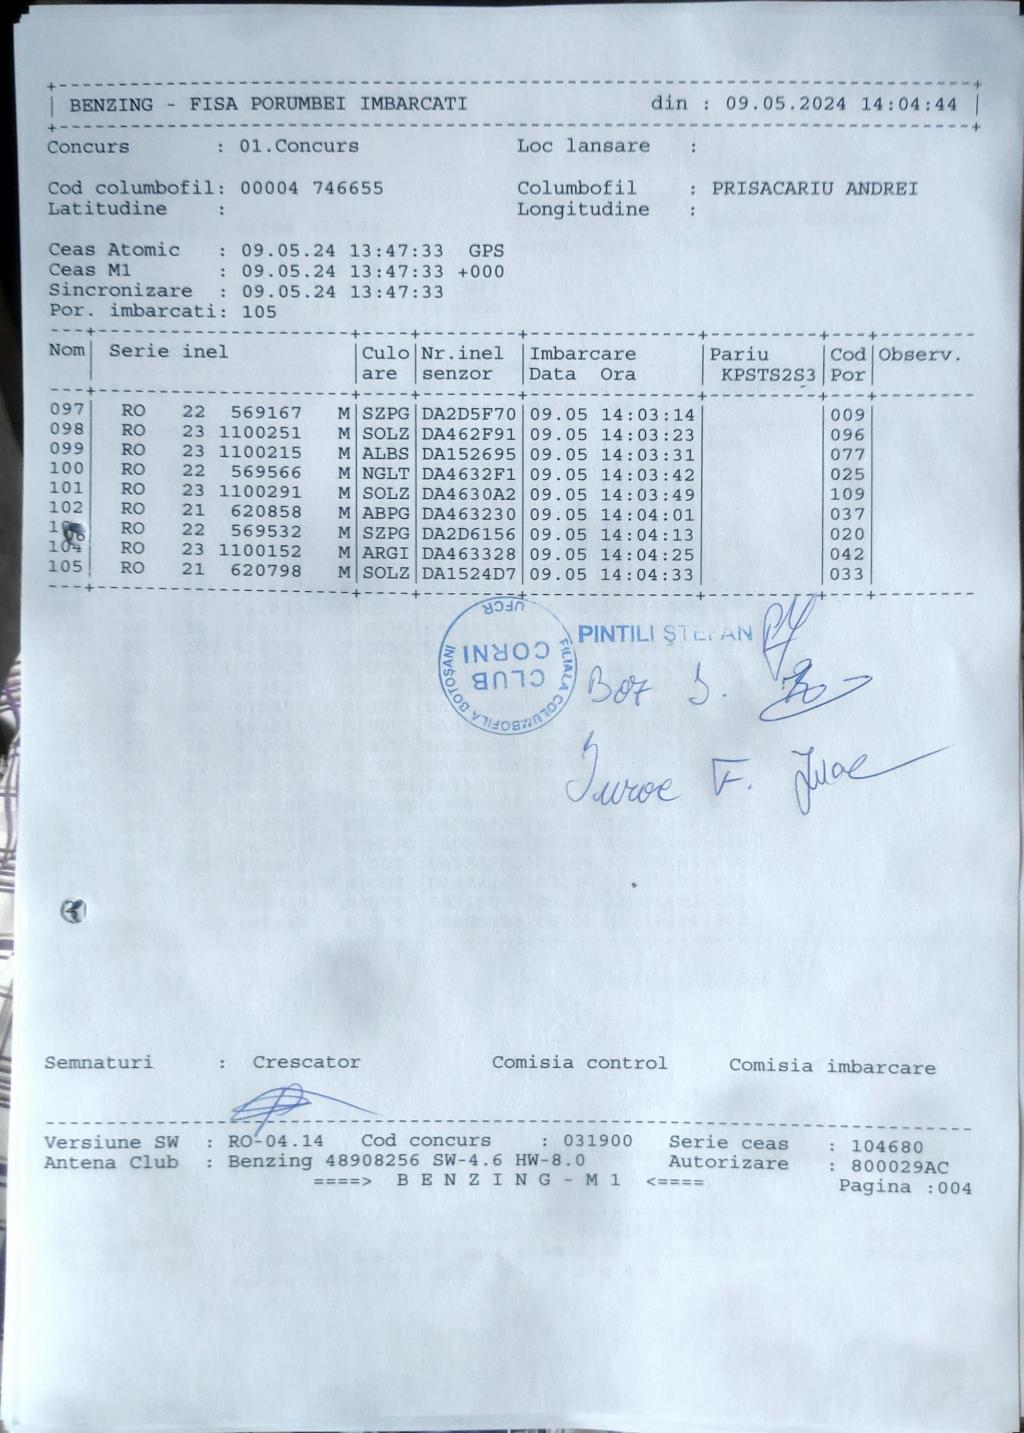 BENZING - FISA PORUMBEI IMBARCATI din : 09.05.2024 14:04:44
Concurs : 01.Concurs Loc lansare :
Cod columbofil: 00004 746655 Columbofil : PRISACARIU ANDREI
Latitudine : Longitudine :
Ceas Atomic : 09.05.24 13:47:33 GPS
Ceas M1 : 09.05.24 13:47:33 +000
Sincronizare : 09.05.24 13:47:33
Por. imbarcati: 105
Nom| Serie inel |Culo|Nr.inel |Imbarcare |Pariu |Cod|Observ.
| |are |senzor |Data Ora | KPSTS2S3|Por|
097| RO 22 569167 M|SZPG|DA2D5F70|09.05 14:03:14| |009|
098| RO 23 1100251 M|SOLZ|DA462F91|09.05 14:03:23| |096|
099| RO 23 1100215 M|ALBS|DA152695|09.05 14:03:31| |077|
100| RO 22 569566 M|NGLT|DA4632F1|09.05 14:03:42| |025|
101| RO 23 1100291 M|SOLZ|DA4630A2|09.05 14:03:49| |109|
102| RO 21 620858 M|ABPG|DA463230|09.05 14:04:01| |037|
RO 22 569532 M|SZPG|DA2D6156|09.05 14:04:13| |020|
104| RO 23 1100152 M|ARGI|DA463328|09.05 14:04:25| |042|
105| RO 21 620798 M|SOLZ|DA1524D7|09.05 14:04:33| |033|
UFCR
FILIALA COLUMBOFILA BOTOŞANI
CLUB
CORNI
PINTILI ŞTEFAN
Semnaturi : Crescator Comisia control Comisia imbarcare
Versiune SW : RO-04.14 Cod concurs : 031900 Serie ceas : 104680
Antena Club : Benzing 48908256 SW-4.6 HW-8.0 Autorizare : 800029AC
====> B E N Z I N G - M 1 <==== Pagina :004